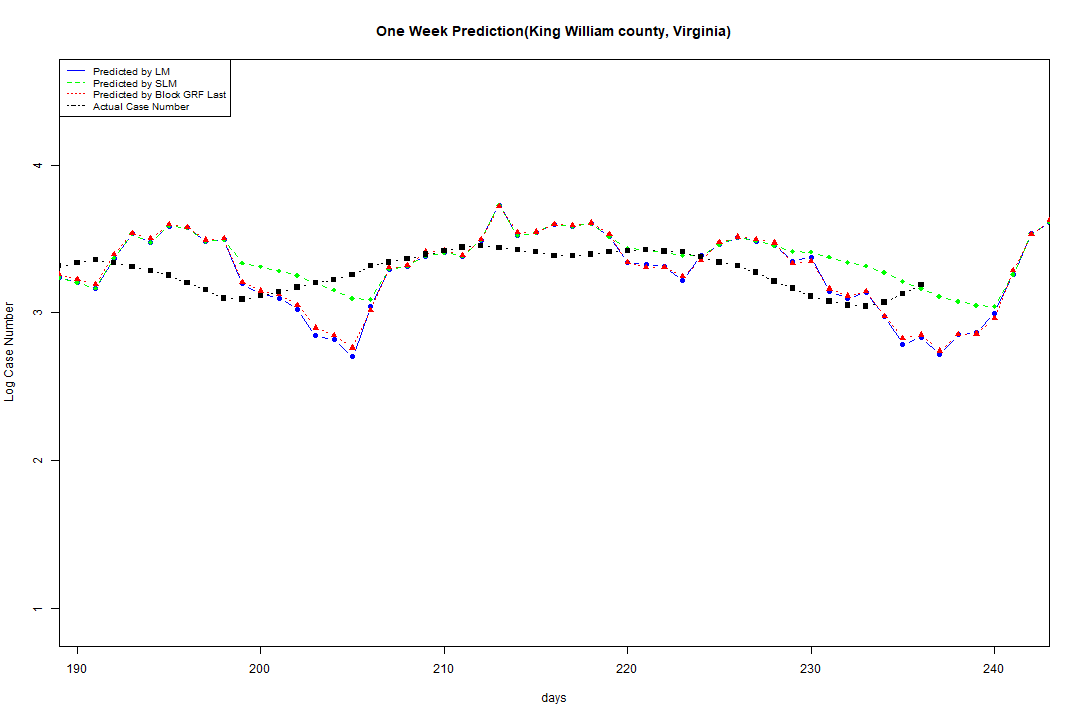 One Week Prediction(King William county, Virginia)
Predicted by LM
Predicted by SLM
Predicted by Block GRF Last
Actual Case Number
4
3
2
1
Log Case Number
190 200 210 220 230 240
days